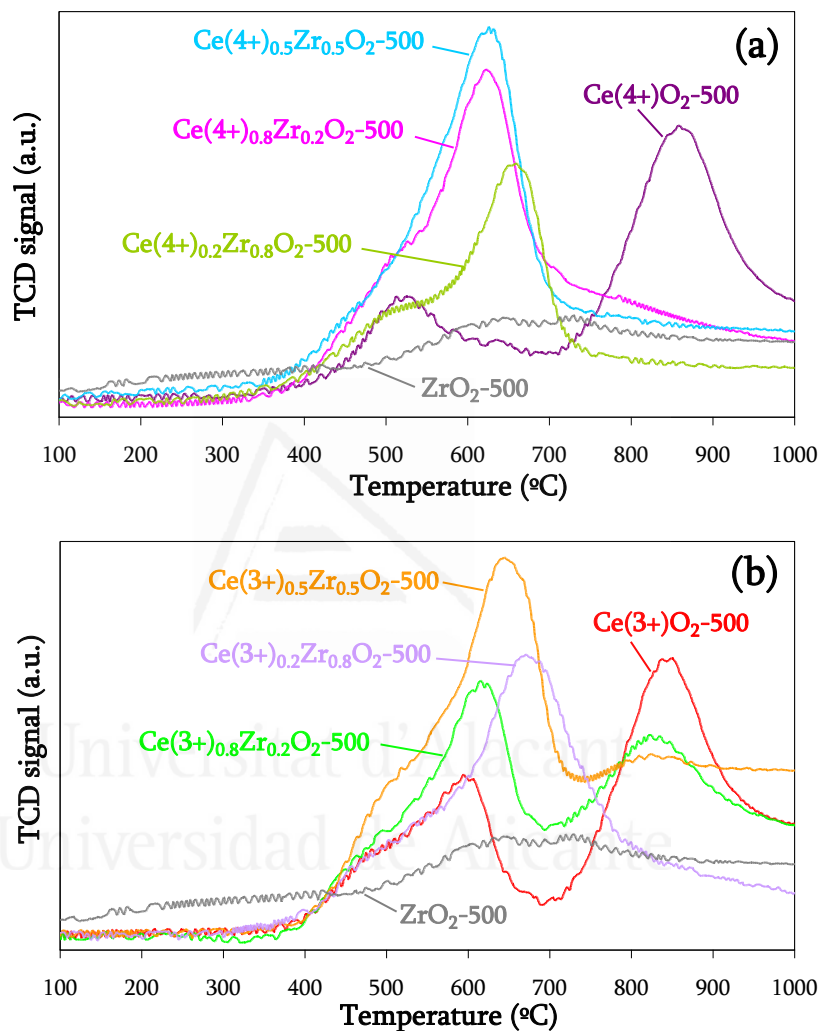 (a)
Ce(4+)0.5Zr0.5O2-500
Ce(4+)O2-500
Ce(4+)0.8Zr0.2O2-500
Ce(4+)0.2Zr0.8O2-500
TCD signal (a.u.)
ZrO2-500
100 200 300 400 500 600 700 800 900 1000
Temperature (ºC)
(b)
Ce(3+)0.5Zr0.5O2-500
Ce(3+)O2-500
Ce(3+)0.2Zr0.8O2-500
Ce(3+)0.8Zr0.2O2-500
TCD signal (a.u.)
Universitat d'Alacant
Universidad de Alicante
ZrO2-500
100 200 300 400 500 600 700 800 900 1000
Temperature (ºC)